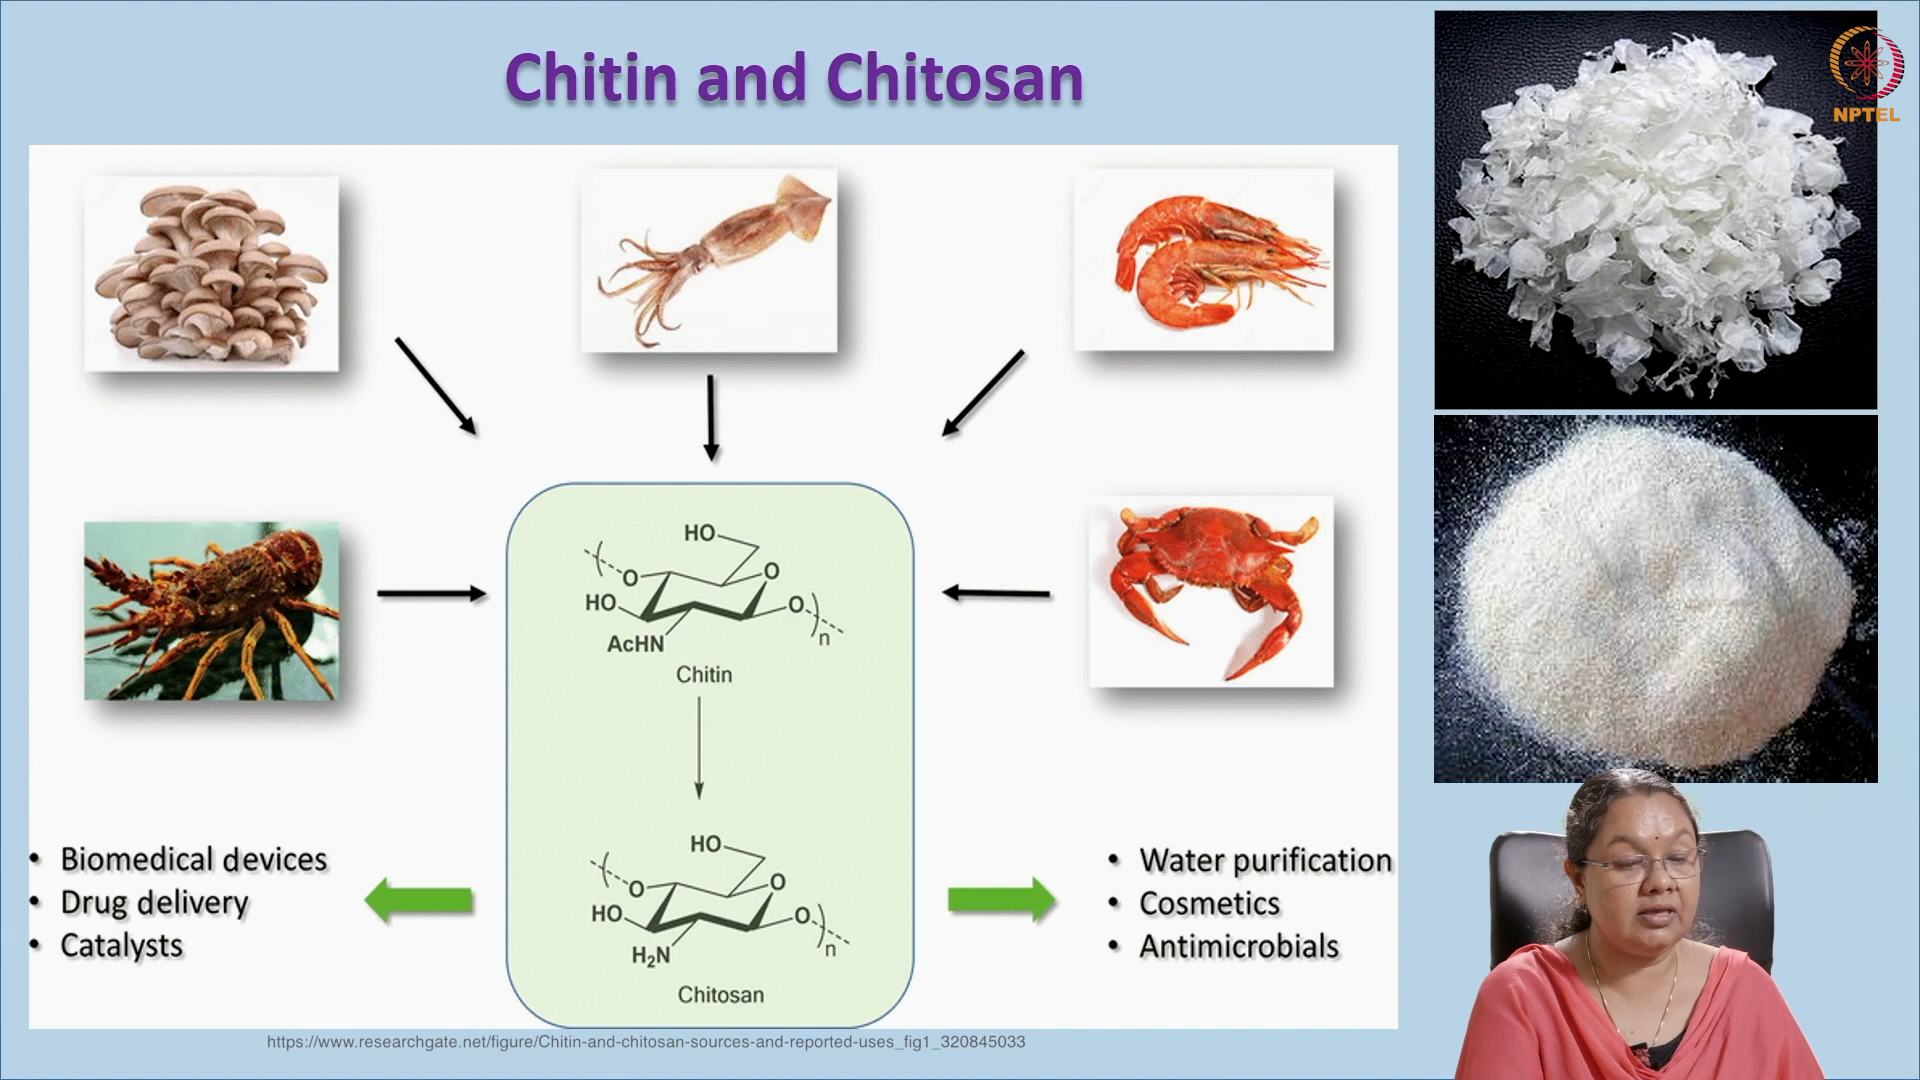 Chitin and Chitosan
NPTEL
HO
O
O
HO
O
n
AcHN
Chitin
HO
O
O
HO
O
n
H₂N
Chitosan
• Biomedical devices
• Drug delivery
• Catalysts
• Water purification
• Cosmetics
• Antimicrobials
https://www.researchgate.net/figure/Chitin-and-chitosan-sources-and-reported-uses_fig1_320845033